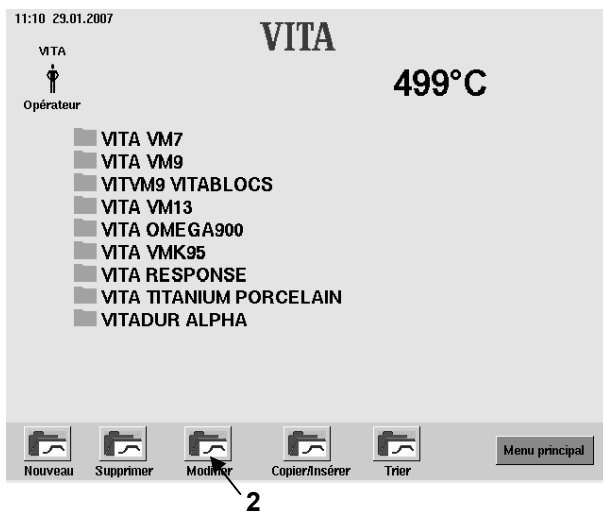 11:10 29.01.2007
VITA
VITA
499°C
Opérateur
VITA VM7
VITA VM9
VITVM9 VITABLOCS
VITA VM13
VITA OMEGA900
VITA VMK95
VITA RESPONSE
VITA TITANIUM PORCELAIN
VITADUR ALPHA
Nouveau Supprimer Modifier Copier/Insérer Trier Menu principal
2